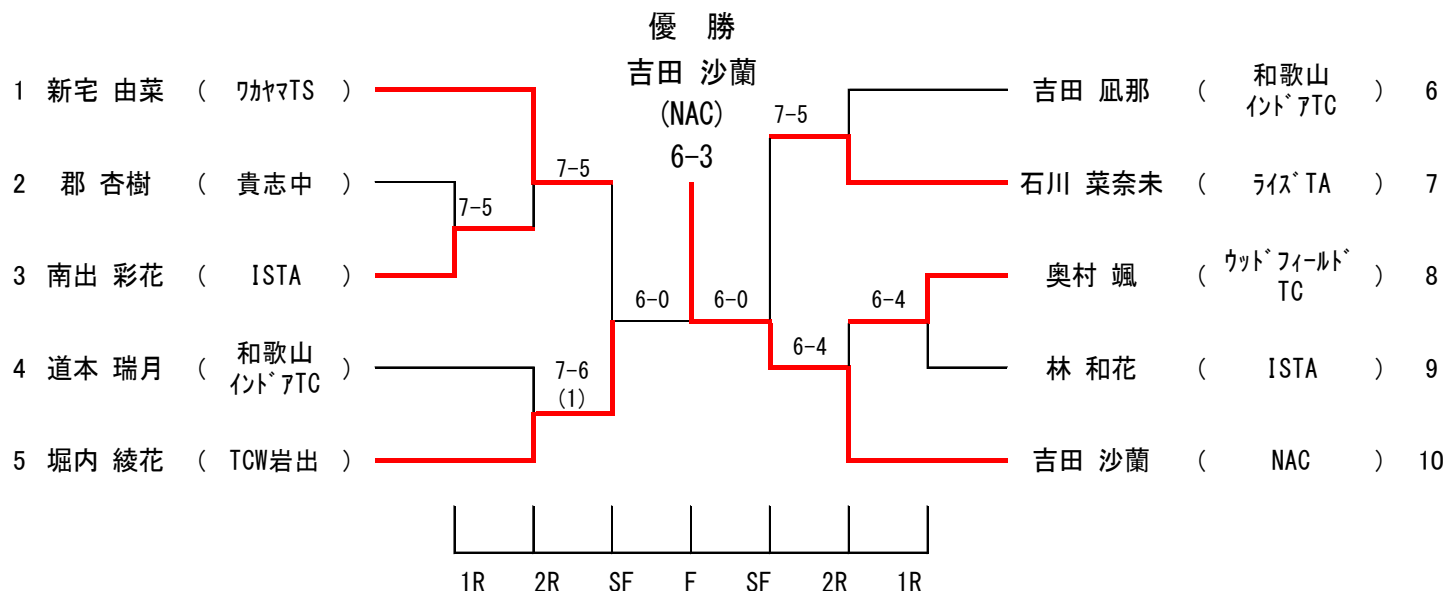 優 勝
吉田 沙蘭
(NAC)
6-3
1 新宅 由菜 ( ﾜｶﾔﾏTS )
2 郡 杏樹 ( 貴志中 )
3 南出 彩花 ( ISTA )
4 道本 瑞月 ( 和歌山
ｲﾝﾄﾞｱTC )
5 堀内 綾花 ( TCW岩出 )
7-5
7-5
7-6
(1)
6-0
6-0
7-5
6-4
6-4
吉田 凪那 ( 和歌山
ｲﾝﾄﾞｱTC ) 6
石川 菜奈未 ( ﾗｲｽﾞTA ) 7
奥村 颯 ( ｳｯﾄﾞﾌｨｰﾙﾄﾞ
TC ) 8
林 和花 ( ISTA ) 9
吉田 沙蘭 ( NAC ) 10
1R 2R SF F SF 2R 1R